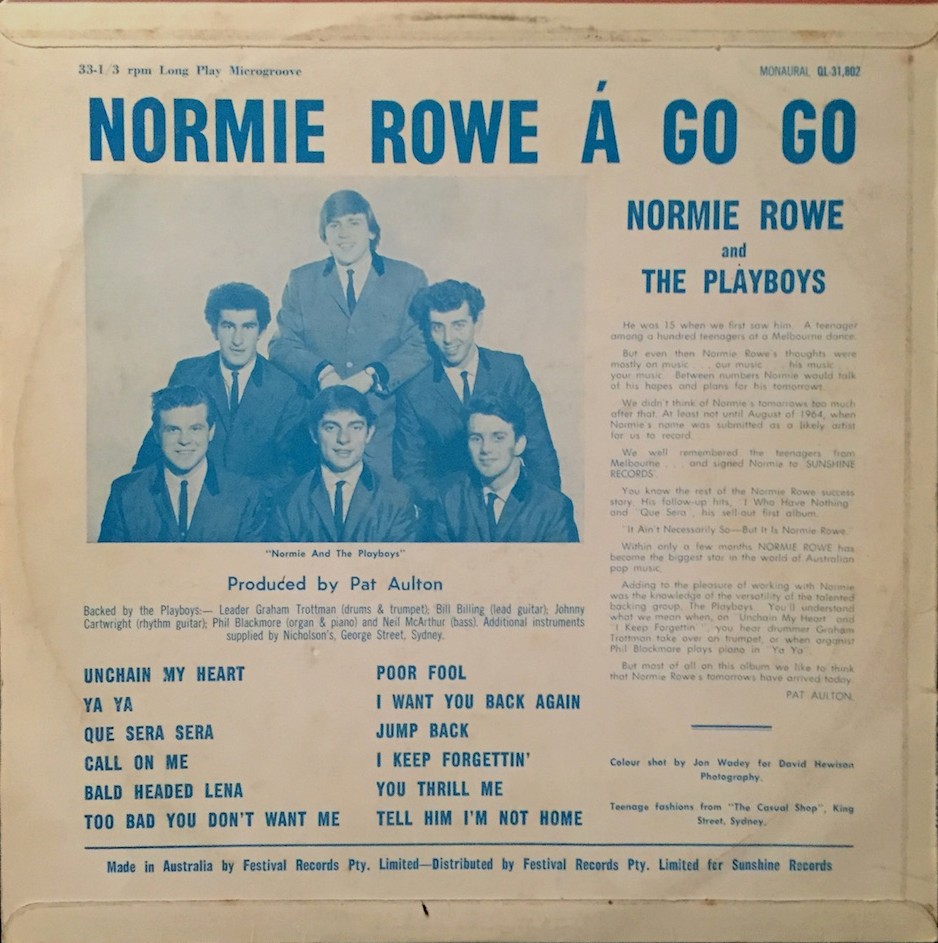 33-1/3 rpm Long Play Microgroove
MONAURAL QL-31,802
NORMIE ROWE Á GO GO
NORMIE ROWE
and
THE PLAYBOYS
He was 15 when we first saw him. A teenager
among a hundred teenagers at a Melbourne dance.
But even then Normie Rowe's thoughts were
mostly on music . . . our music . . . his music . . .
your music. Between numbers Normie would talk
of his hopes and plans for his tomorrows.
We didn't think of Normie's tomorrows too much
after that. At least not until August of 1964, when
Normie's name was submitted as a likely artist
for us to record.
We well remembered the teenagers from
Melbourne . . . and signed Normie to 'SUNSHINE
RECORDS'.
You know the rest of the Normie Rowe success
story. His follow-up hits, "I Who Have Nothing"
and "Que Sera", his sell-out first album.
"It Ain't Necessarily So—But It Is Normie Rowe."
Within only a few months NORMIE ROWE has
become the biggest star in the world of Australian
pop music.
Adding to the pleasure of working with Normie
was the knowledge of the versatility of the talented
backing group, The Playboys. You'll understand
what we mean when, on "Unchain My Heart" and
"I Keep Forgettin'", you hear drummer Graham
Trottman take over on trumpet, or when organist
Phil Blackmore plays piano in "Ya Ya".
But most of all on this album we like to think
that Normie Rowe's tomorrows have arrived today.
PAT AULTON.
"Normie And The Playboys"
Produced by Pat Aulton
Backed by the Playboys:— Leader Graham Trottman (drums & trumpet); Bill Billing (lead guitar); Johnny
Cartwright (rhythm guitar); Phil Blackmore (organ & piano) and Neil McArthur (bass). Additional instruments
supplied by Nicholson's, George Street, Sydney.
UNCHAIN MY HEART
YA YA
QUE SERA SERA
CALL ON ME
BALD HEADED LENA
TOO BAD YOU DON'T WANT ME
POOR FOOL
I WANT YOU BACK AGAIN
JUMP BACK
I KEEP FORGETTIN'
YOU THRILL ME
TELL HIM I'M NOT HOME
Colour shot by Jon Wadey for David Hewison
Photography.
Teenage fashions from "The Casual Shop", King
Street, Sydney.
Made in Australia by Festival Records Pty. Limited—Distributed by Festival Records Pty. Limited for Sunshine Records